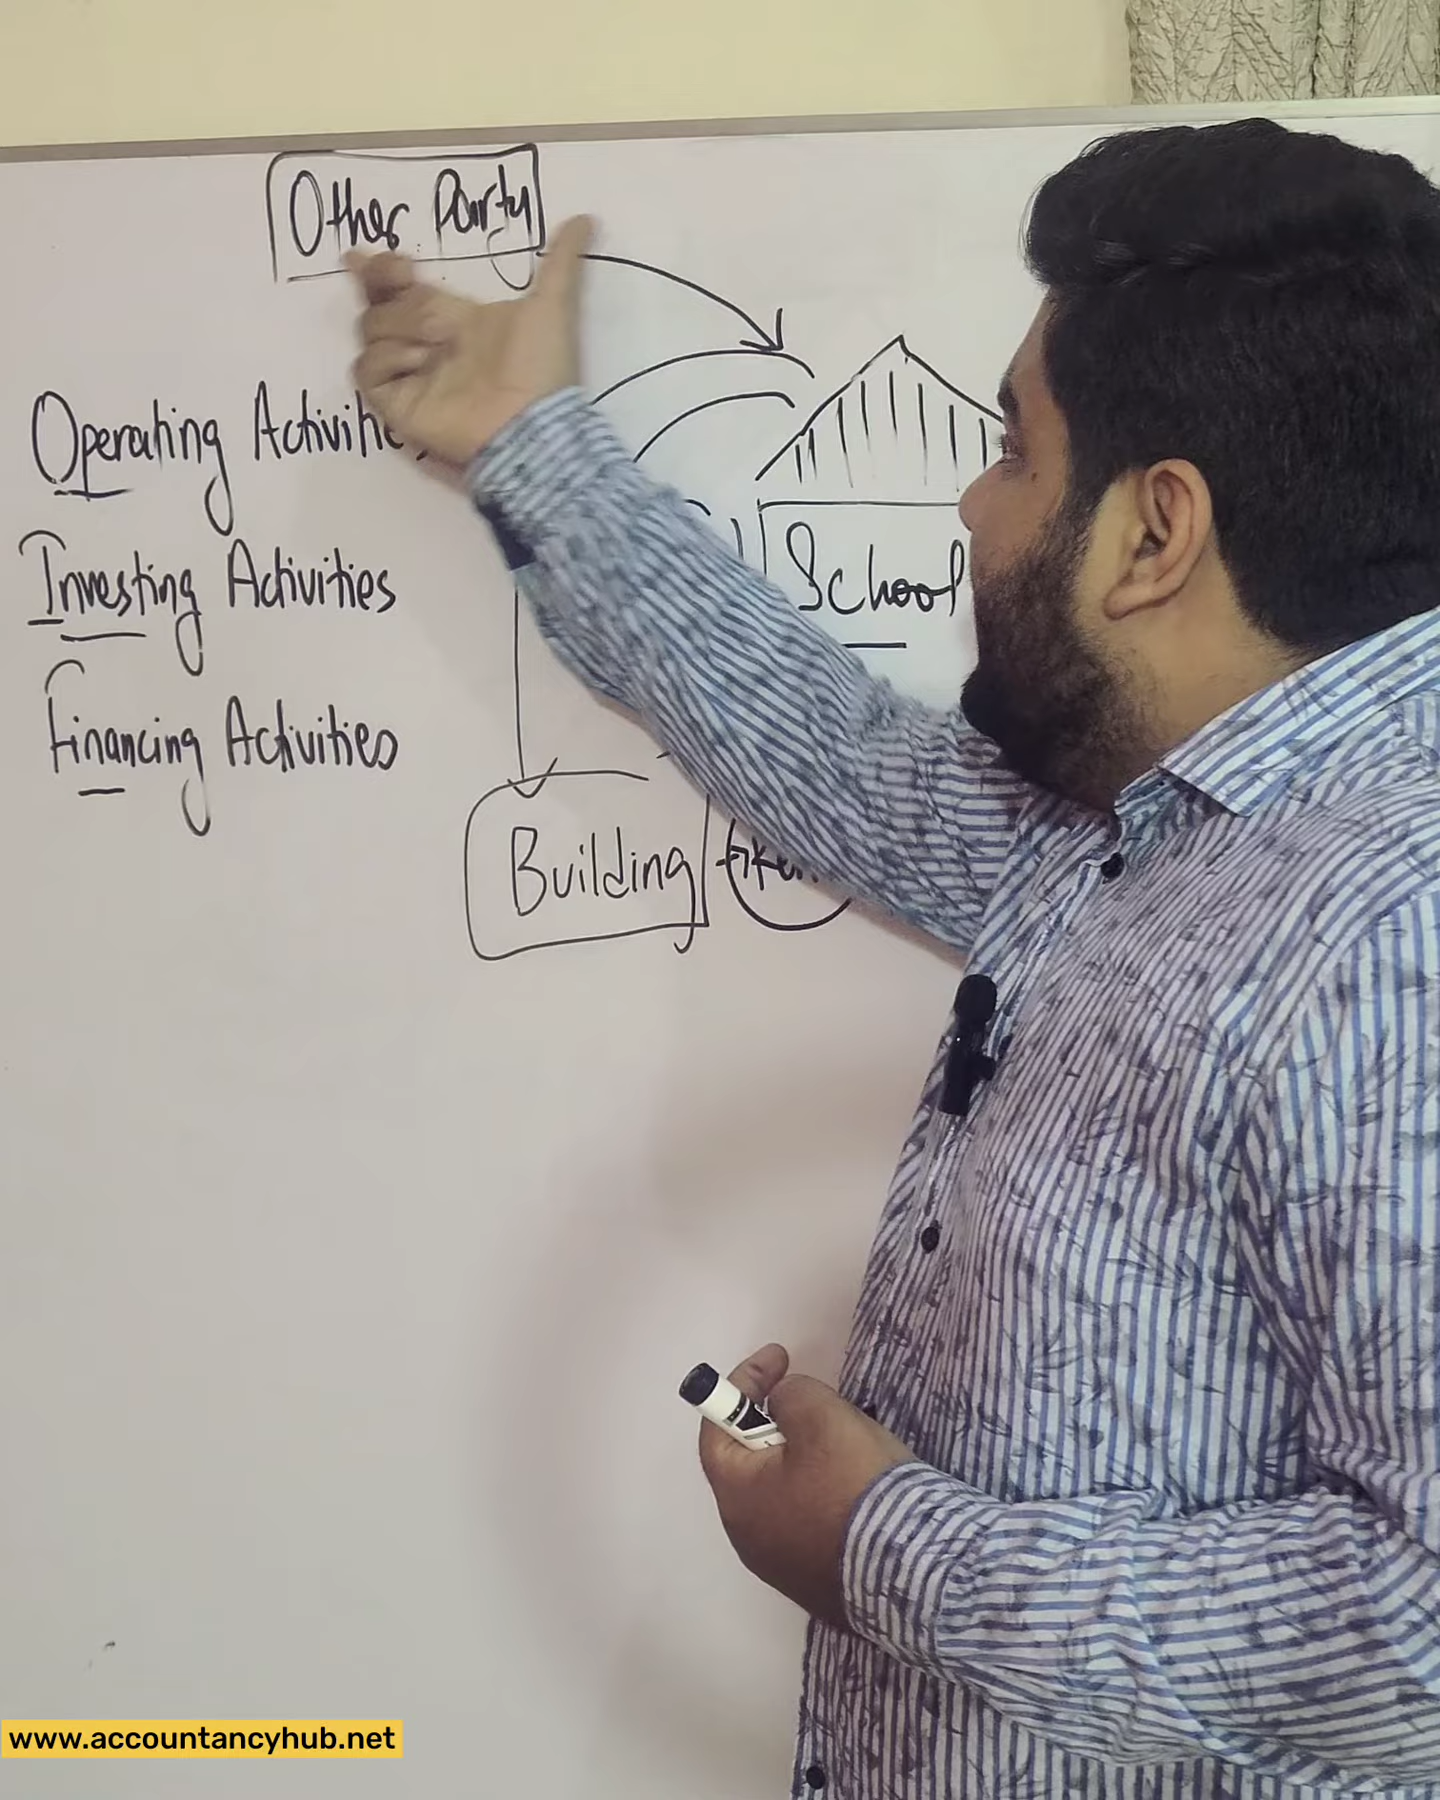 Other Party
Operating Activitie
School
Investing Activities
Financing Activities
Building
www.accountancyhub.net